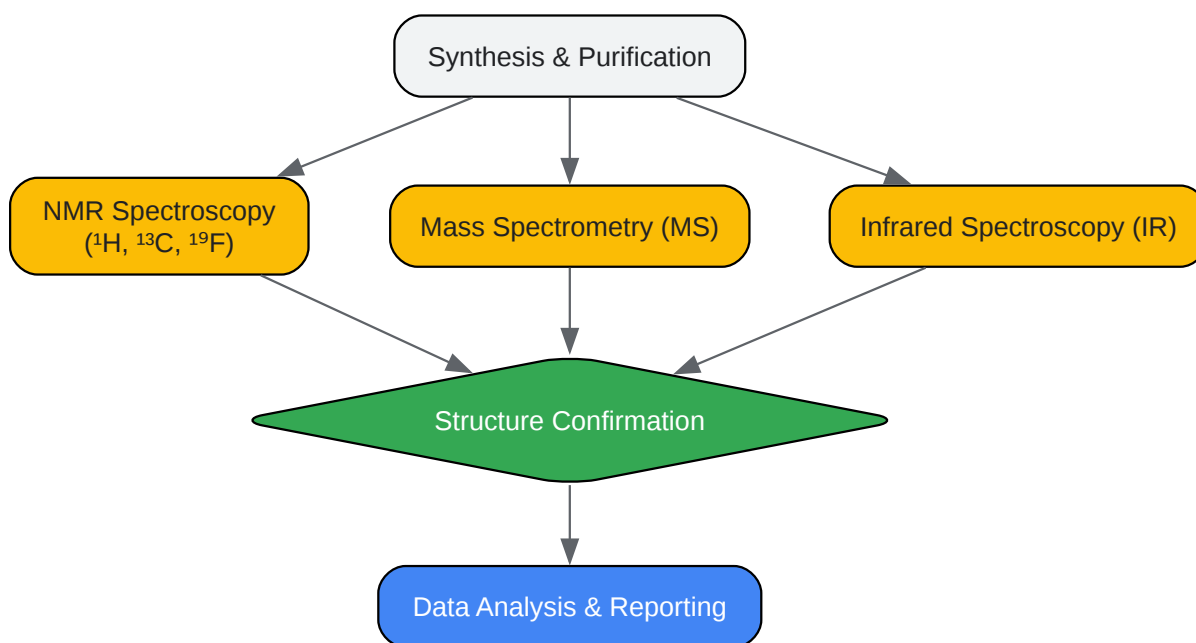 Synthesis & Purification
NMR Spectroscopy
(¹H, ¹³C, ¹⁹F)
Mass Spectrometry (MS)
Infrared Spectroscopy (IR)
Structure Confirmation
Data Analysis & Reporting